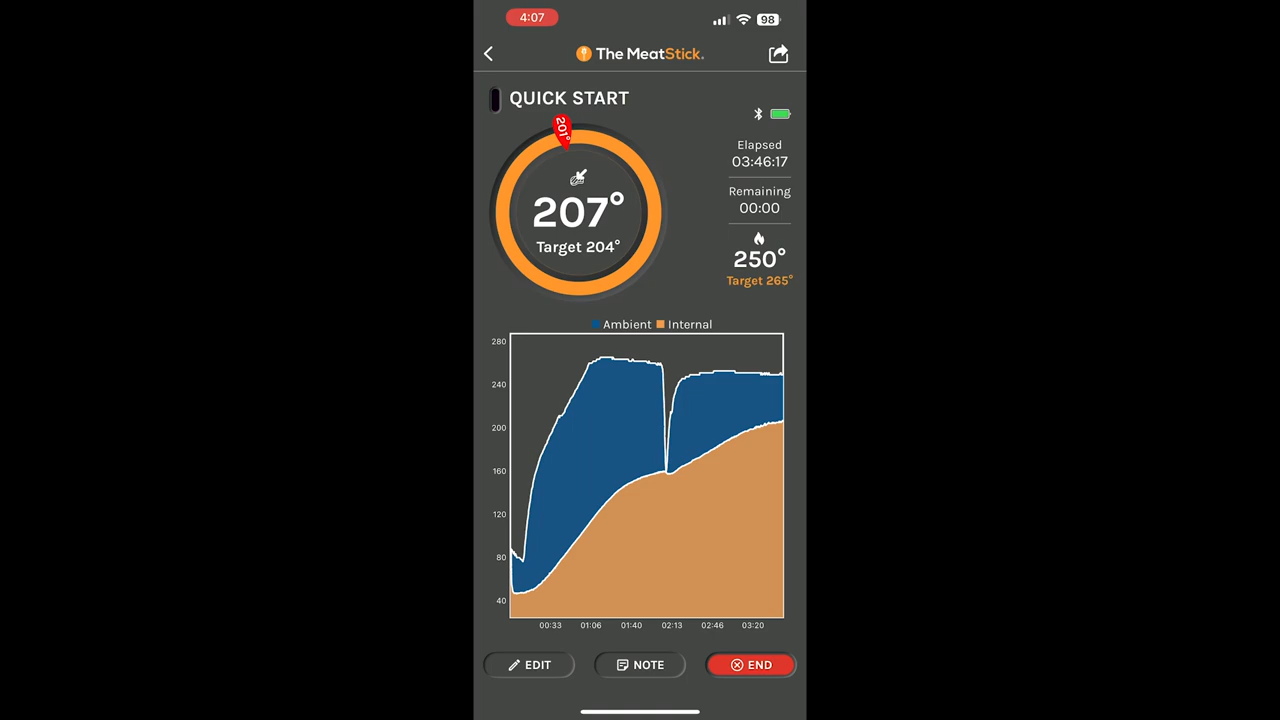 4:07
98
The MeatStick.
QUICK START
201°
207°
Target 204°
Elapsed
03:46:17
Remaining
00:00
250°
Target 265°
Ambient Internal
280
240
200
160
120
80
40
00:33 01:06 01:40 02:13 02:46 03:20
EDIT NOTE END